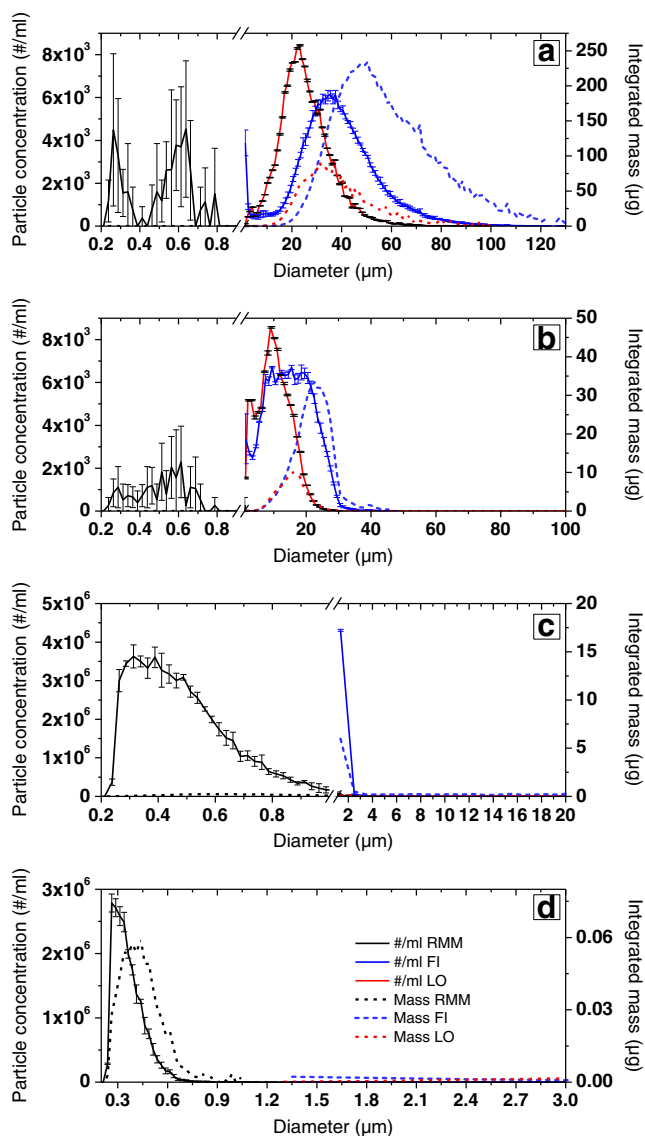 a
8x10³
6x10³
4x10³
2x10³
0
250
200
150
100
50
0
0.2 0.4 0.6 0.8 20 40 60 80 100 120
Particle concentration (#/ml)
Integrated mass (µg)
Diameter (µm)
b
8x10³
6x10³
4x10³
2x10³
0
50
40
30
20
10
0
0.2 0.4 0.6 0.8 20 40 60 80 100
Particle concentration (#/ml)
Integrated mass (µg)
Diameter (µm)
c
5x10⁶
4x10⁶
3x10⁶
2x10⁶
1x10⁶
0
20
15
10
5
0
0.2 0.4 0.6 0.8 2 4 6 8 10 12 14 16 18 20
Particle concentration (#/ml)
Integrated mass (µg)
Diameter (µm)
d
3x10⁶
2x10⁶
1x10⁶
0
0.06
0.03
0.00
#/ml RMM
#/ml FI
#/ml LO
Mass RMM
Mass FI
Mass LO
0.3 0.6 0.9 1.2 1.5 1.8 2.1 2.4 2.7 3.0
Particle concentration (#/ml)
Integrated mass (µg)
Diameter (µm)